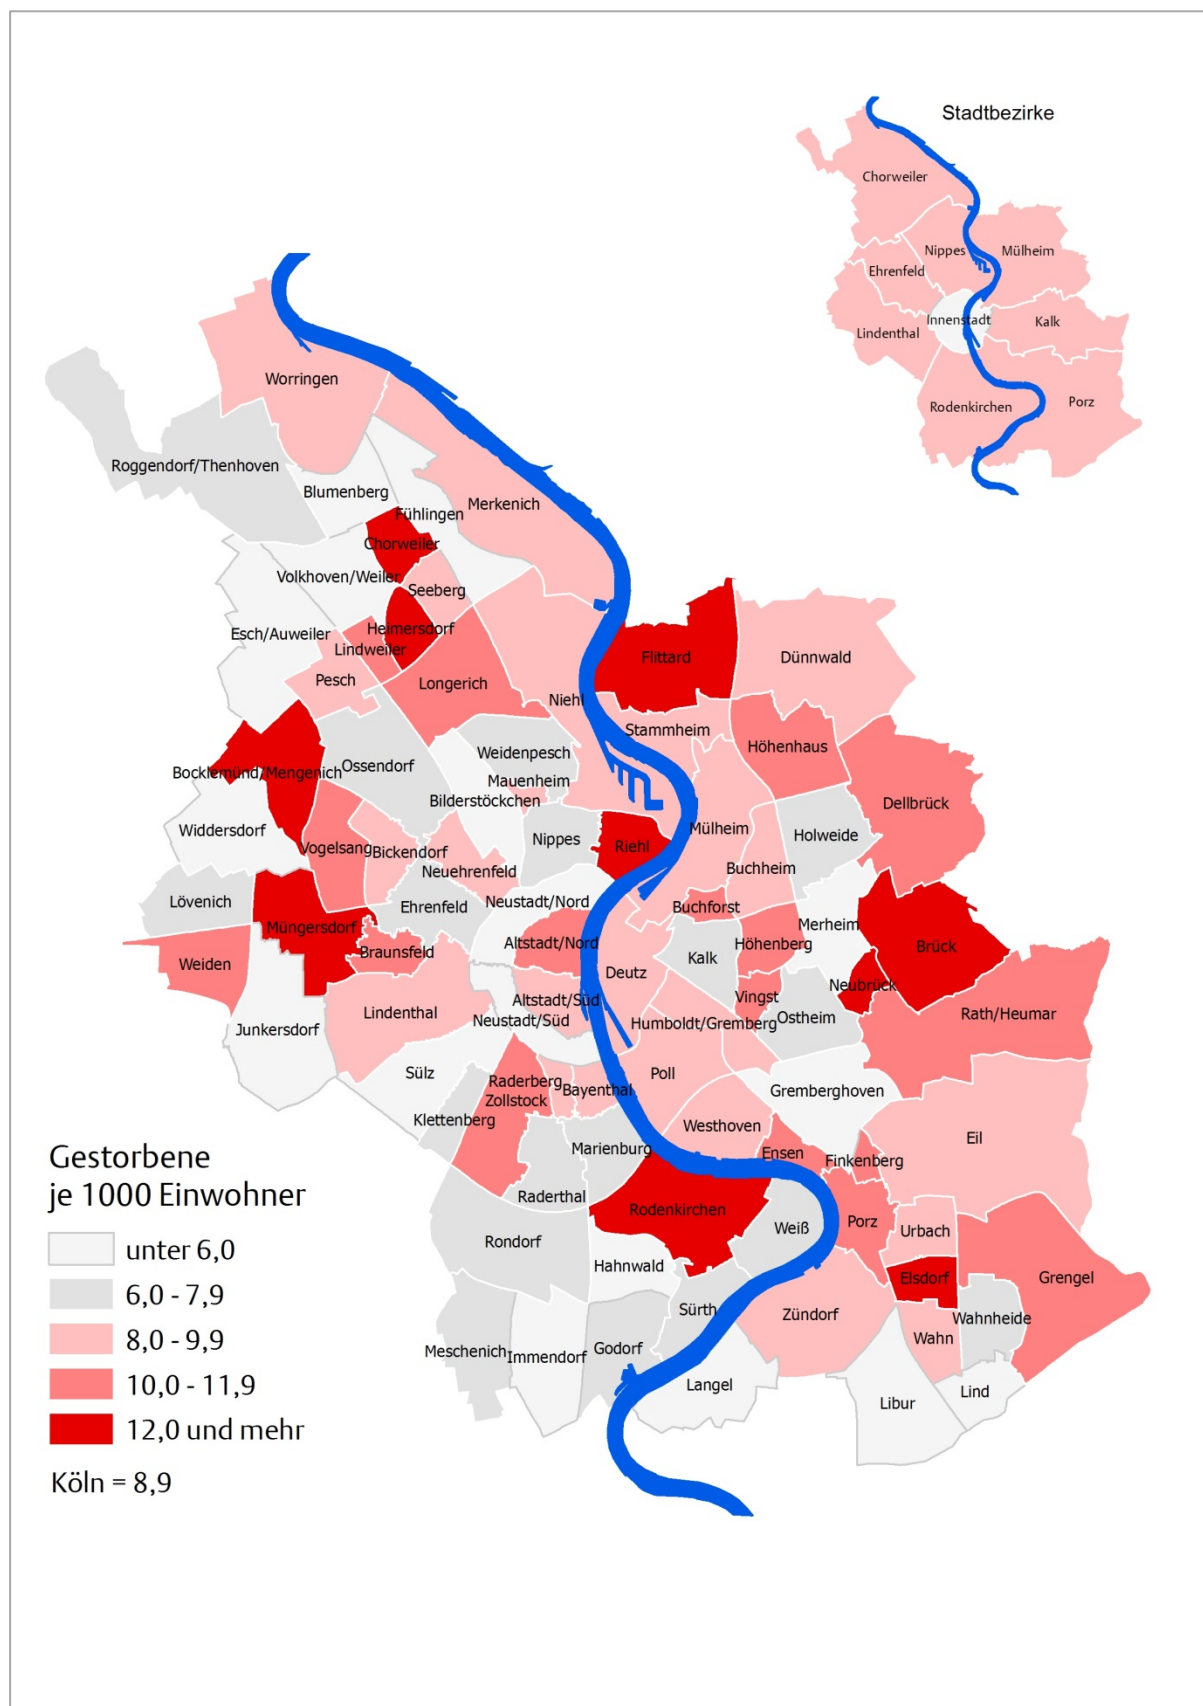 Stadtbezirke
Chorweiler
Nippes
Mülheim
Ehrenfeld
Innenstadt
Kalk
Lindenthal
Rodenkirchen
Porz
Worringen
Roggendorf/Thenhoven
Blumenberg
Merkenich
Fühlingen
Chorweiler
Volkhoven/Weiler
Seeberg
Esch/Auweiler
Heimersdorf
Lindweiler
Pesch
Longerich
Niehl
Flittard
Dünnwald
Stammheim
Höhenhaus
Weidenpesch
Ossendorf
Bocklemünd/Mengenich
Mauenheim
Bilderstöckchen
Dellbrück
Widdersdorf
Mülheim
Holweide
Nippes
Riehl
Vogelsang
Bickendorf
Neuehrenfeld
Buchheim
Lövenich
Ehrenfeld
Neustadt/Nord
Buchforst
Merheim
Müngersdorf
Altstadt/Nord
Höhenberg
Brück
Braunsfeld
Weiden
Kalk
Deutz
Neubrück
Vingst
Altstadt/Süd
Lindenthal
Neustadt/Süd
Humboldt/Gremberg
Ostheim
Rath/Heumar
Junkersdorf
Sülz
Poll
Raderberg
Bayenthal
Gremberghoven
Zollstock
Klettenberg
Westhoven
Eil
Marienburg
Ensen
Finkenberg
Raderthal
Rodenkirchen
Porz
Weiß
Urbach
Rondorf
Hahnwald
Elsdorf
Grengel
Sürth
Zündorf
Wahnheide
Wahn
Meschenich
Immendorf
Godorf
Langel
Lind
Libur
Gestorbene
je 1000 Einwohner
unter 6,0
6,0 - 7,9
8,0 - 9,9
10,0 - 11,9
12,0 und mehr
Köln = 8,9